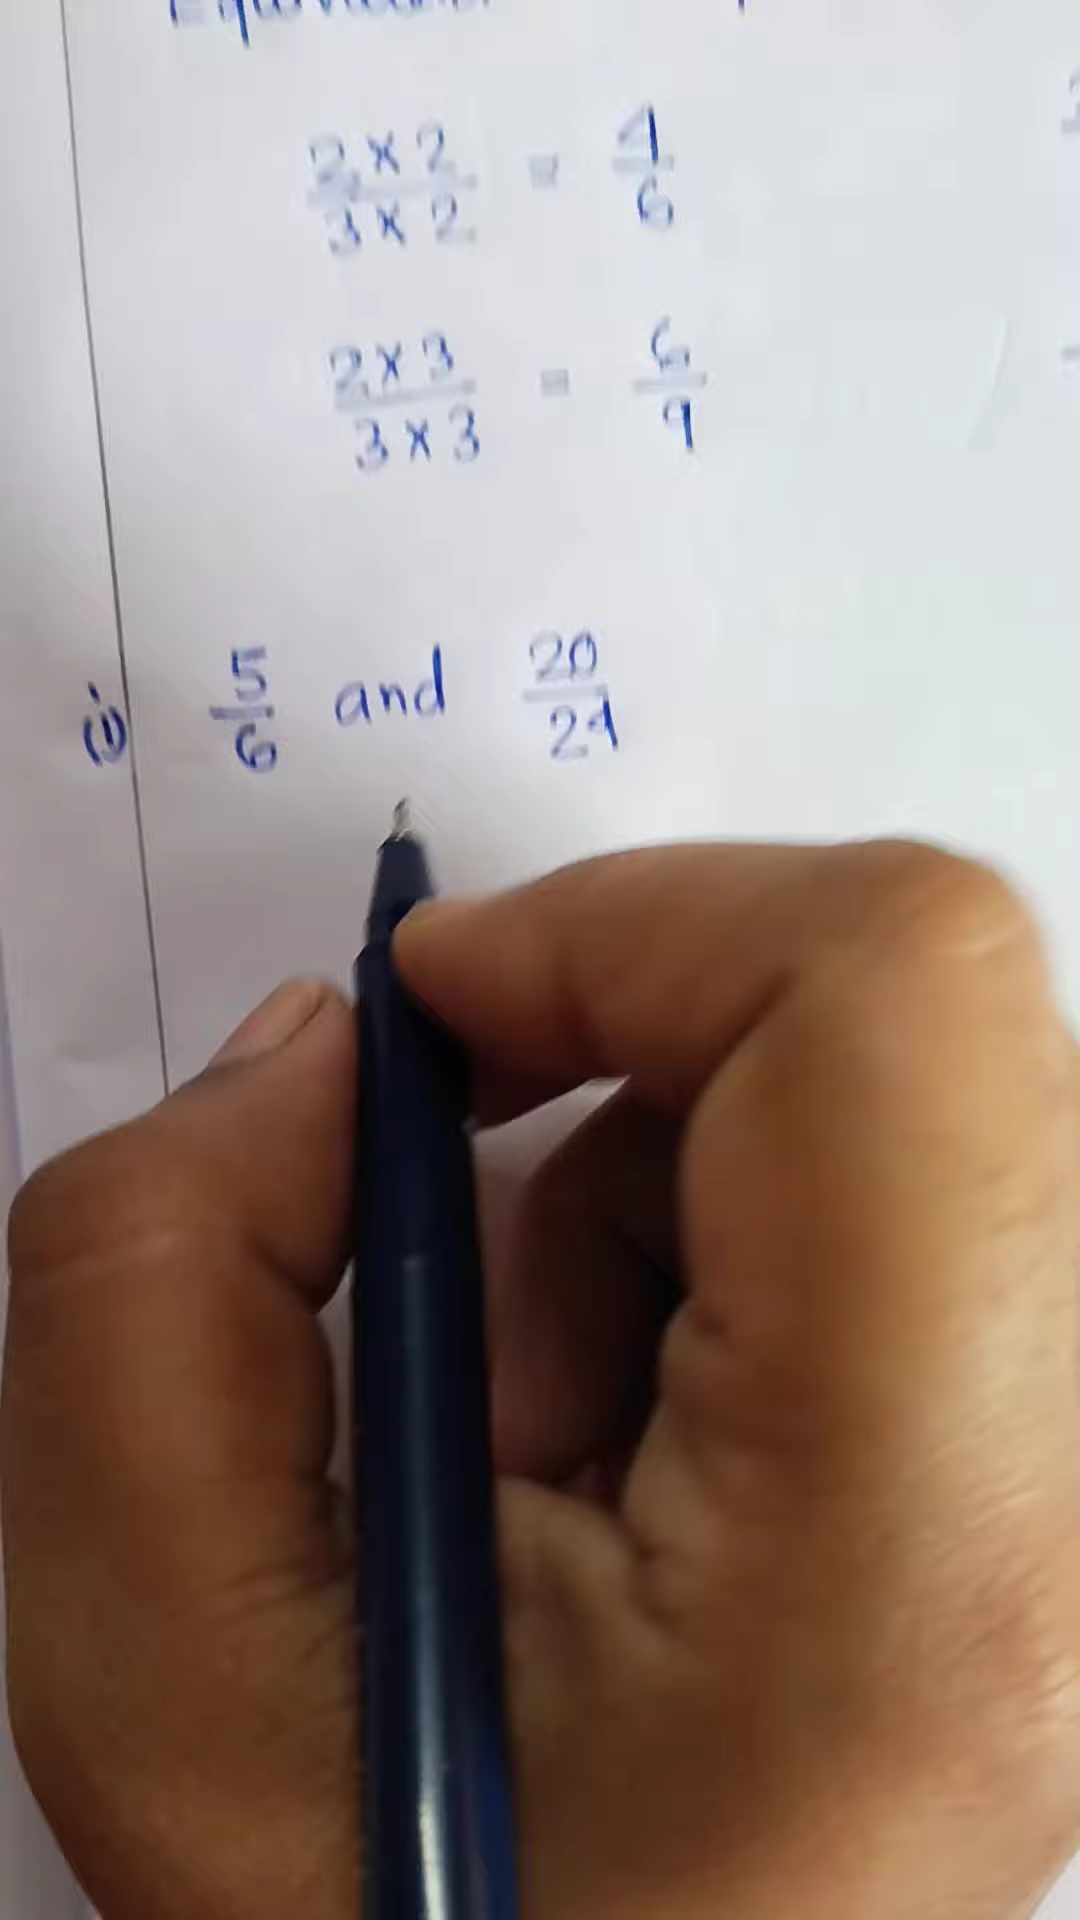 2 × 2 / 3 × 2 = 4/6
2 × 3 / 3 × 3 = 6/9
(i) 5/6 and 20/24